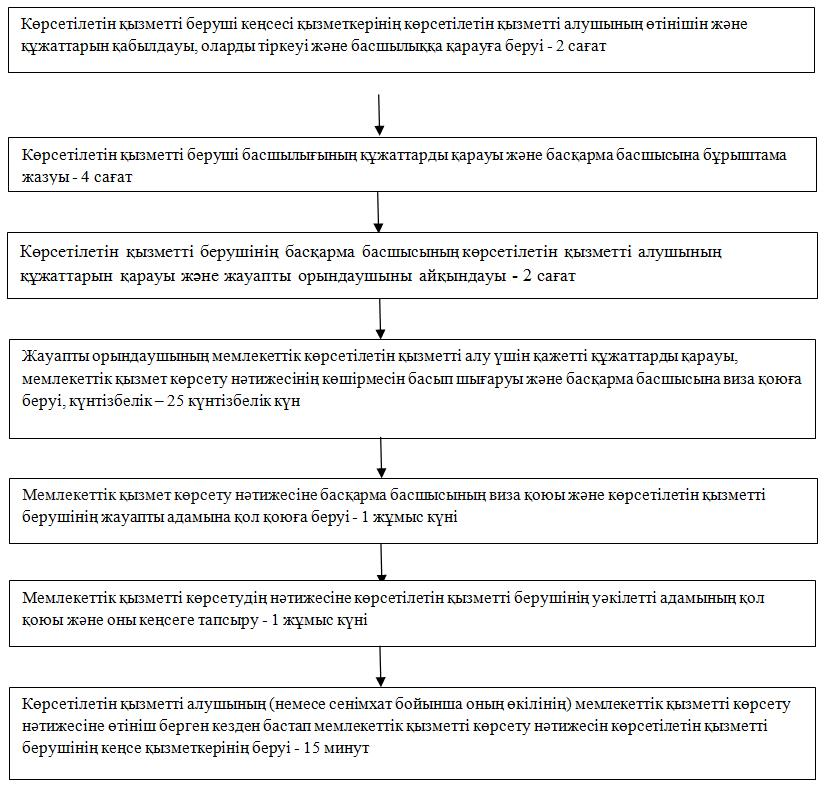 Көрсетілетін қызметті беруші кеңсесі қызметкерінің көрсетілетін қызметті алушының өтінішін және
құжаттарын қабылдауы, оларды тіркеуі және басшылыққа қарауға беруі - 2 сағат
Көрсетілетін қызметті беруші басшылығының құжаттарды қарауы және басқарма басшысына бұрыштама
жазуы - 4 сағат
Көрсетілетін қызметті берушінің басқарма басшысының көрсетілетін қызметті алушының
құжаттарын қарауы және жауапты орындаушыны айқындауы - 2 сағат
Жауапты орындаушының мемлекеттік көрсетілетін қызметті алу үшін қажетті құжаттарды қарауы,
мемлекеттік қызмет көрсету нәтижесінің көшірмесін басып шығаруы және басқарма басшысына виза қоюға
беруі, күнтізбелік – 25 күнтізбелік күн
Мемлекеттік қызмет көрсету нәтижесіне басқарма басшысының виза қоюы және көрсетілетін қызметті
берушінің жауапты адамына қол қоюға беруі - 1 жұмыс күні
Мемлекеттік қызметті көрсетудің нәтижесіне көрсетілетін қызметті берушінің уәкілетті адамының қол
қоюы және оны кеңсеге тапсыру - 1 жұмыс күні
Көрсетілетін қызметті алушының (немесе сенімхат бойынша оның өкілінің) мемлекеттік қызметті көрсету
нәтижесіне өтініш берген кезден бастап мемлекеттік қызметті көрсету нәтижесін көрсетілетін қызметті
берушінің кеңсе қызметкерінің беруі - 15 минут